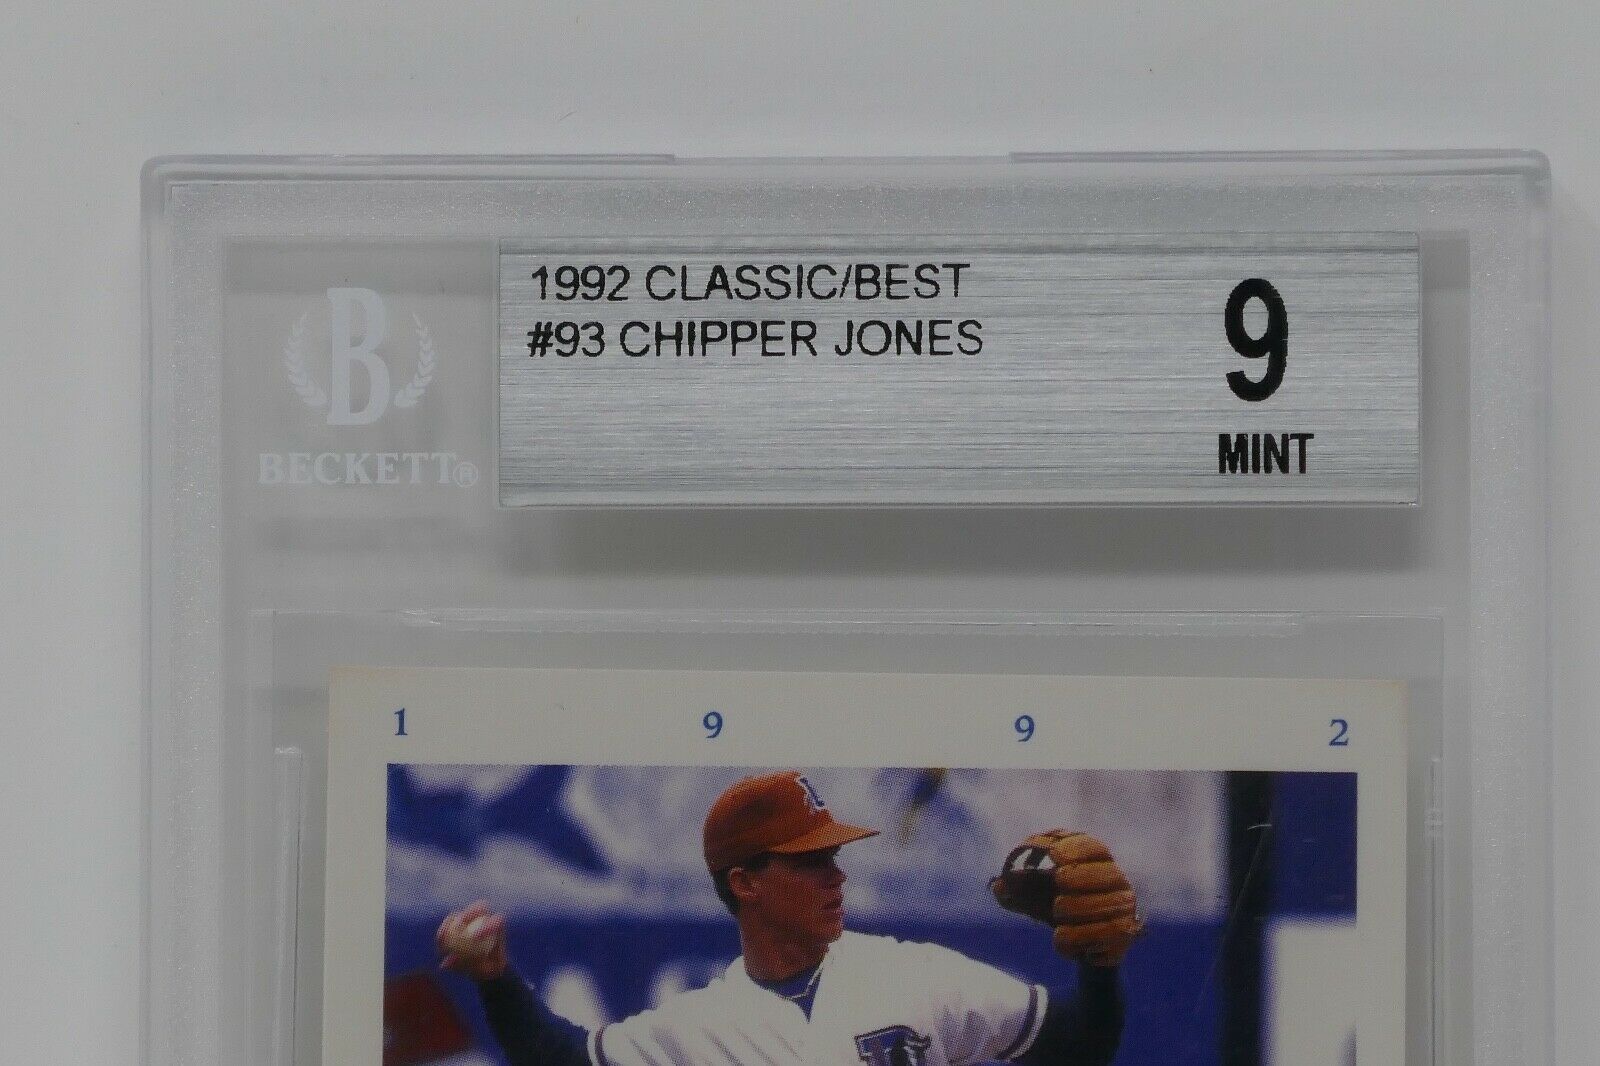 1992 CLASSIC/BEST
#93 CHIPPER JONES
9
MINT
B
BECKETT®
1 9 9 2
D